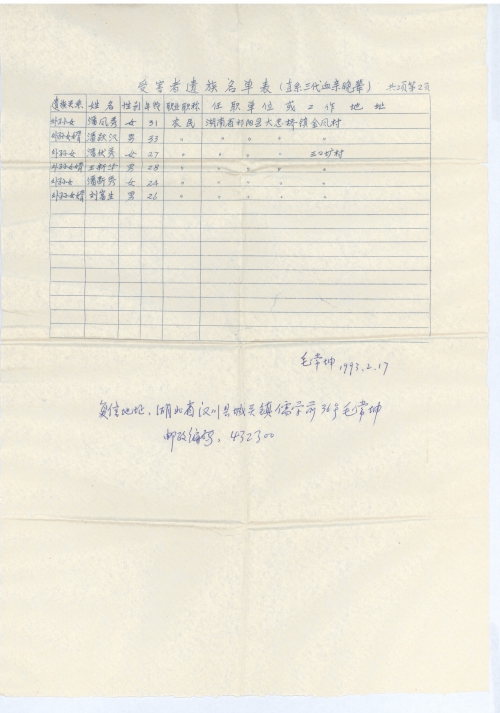 受害者遗族名单表(直系三代血亲晚辈) 共2页第2页
遗族关系 姓名 性别 年龄 职业职称 任职单位或工作地址
外孙女 潘凤秀 女 31 农民 湖南省祁阳县大忠桥镇金凤村
外孙女婿 潘跃汉 男 33 〃 〃 〃 〃 〃
外孙女 潘伏秀 女 27 〃 〃 〃 〃 村
外孙女婿 王新 男 28 〃 〃 〃 〃 〃
外孙女 潘新秀 女 24 〃 〃 〃 〃 〃
外孙女婿 刘富生 男 26 〃 〃 〃 〃 〃
毛常坤 1993.2.17
复信地址:湖北省汉川县城关镇儒学前36号毛常坤
邮政编码:432300